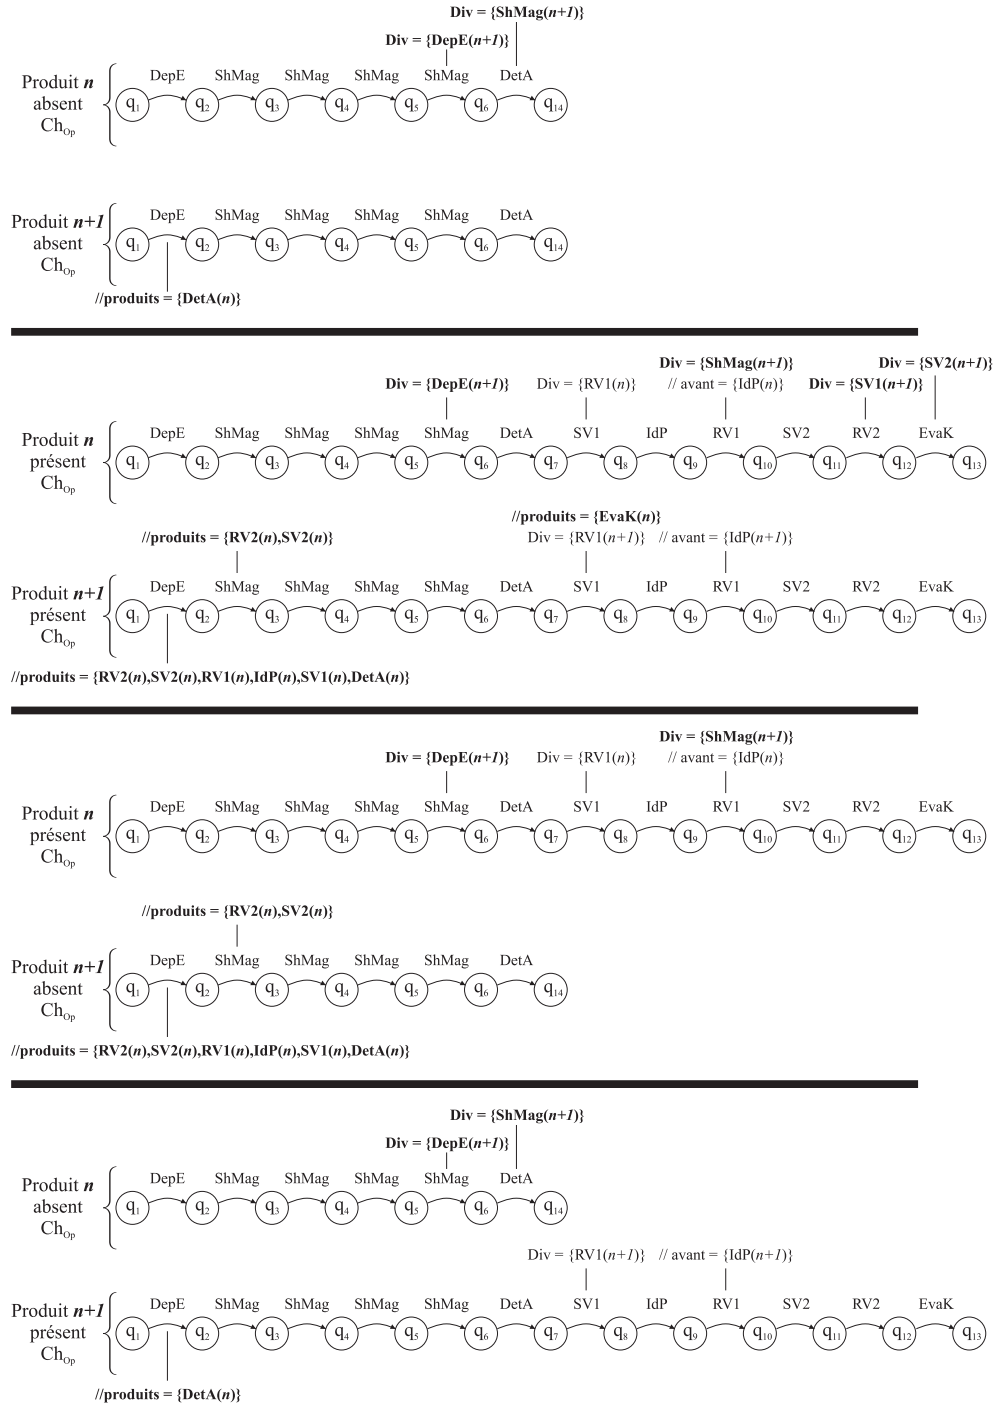 Div = {ShMag(n+1)}
Div = {DepE(n+1)}
DepE ShMag ShMag ShMag ShMag DetA
Produit n
absent
Ch_Op
q1 q2 q3 q4 q5 q6 q14
DepE ShMag ShMag ShMag ShMag DetA
Produit n+1
absent
Ch_Op
q1 q2 q3 q4 q5 q6 q14
//produits = {DetA(n)}
Div = {ShMag(n+1)} Div = {SV2(n+1)}
Div = {DepE(n+1)} Div = {RV1(n)} // avant = {IdP(n)} Div = {SV1(n+1)}
DepE ShMag ShMag ShMag ShMag DetA SV1 IdP RV1 SV2 RV2 EvaK
Produit n
présent
Ch_Op
q1 q2 q3 q4 q5 q6 q7 q8 q9 q10 q11 q12 q13
//produits = {EvaK(n)}
//produits = {RV2(n),SV2(n)} Div = {RV1(n+1)} // avant = {IdP(n+1)}
DepE ShMag ShMag ShMag ShMag DetA SV1 IdP RV1 SV2 RV2 EvaK
Produit n+1
présent
Ch_Op
q1 q2 q3 q4 q5 q6 q7 q8 q9 q10 q11 q12 q13
//produits = {RV2(n),SV2(n),RV1(n),IdP(n),SV1(n),DetA(n)}
Div = {ShMag(n+1)}
Div = {DepE(n+1)} Div = {RV1(n)} // avant = {IdP(n)}
DepE ShMag ShMag ShMag ShMag DetA SV1 IdP RV1 SV2 RV2 EvaK
Produit n
présent
Ch_Op
q1 q2 q3 q4 q5 q6 q7 q8 q9 q10 q11 q12 q13
//produits = {RV2(n),SV2(n)}
DepE ShMag ShMag ShMag ShMag DetA
Produit n+1
absent
Ch_Op
q1 q2 q3 q4 q5 q6 q14
//produits = {RV2(n),SV2(n),RV1(n),IdP(n),SV1(n),DetA(n)}
Div = {ShMag(n+1)}
Div = {DepE(n+1)}
DepE ShMag ShMag ShMag ShMag DetA
Produit n
absent
Ch_Op
q1 q2 q3 q4 q5 q6 q14
Div = {RV1(n+1)} // avant = {IdP(n+1)}
DepE ShMag ShMag ShMag ShMag DetA SV1 IdP RV1 SV2 RV2 EvaK
Produit n+1
présent
Ch_Op
q1 q2 q3 q4 q5 q6 q7 q8 q9 q10 q11 q12 q13
//produits = {DetA(n)}